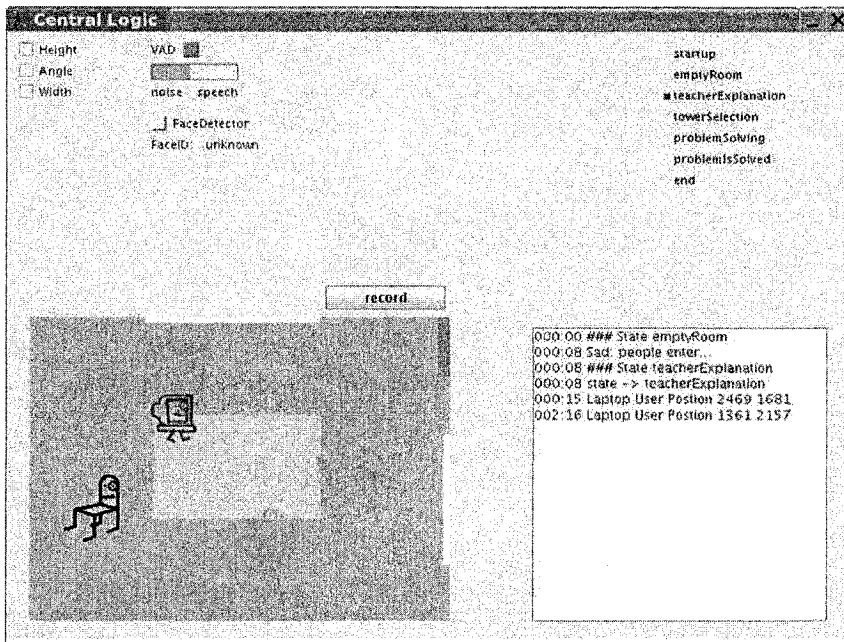 Central Logic
Height
Angle
Width
VAD
noise speech
FaceDetector
FaceID: unknown
startup
emptyRoom
teacherExplanation
towerSelection
problemSolving
problemIsSolved
end
record
000:00 ### State emptyRoom
000:08 Sad: people enter...
000:08 ### State teacherExplanation
000:08 state -> teacherExplanation
000:15 Laptop User Postion 2469 1681
002:16 Laptop User Postion 1361 2157